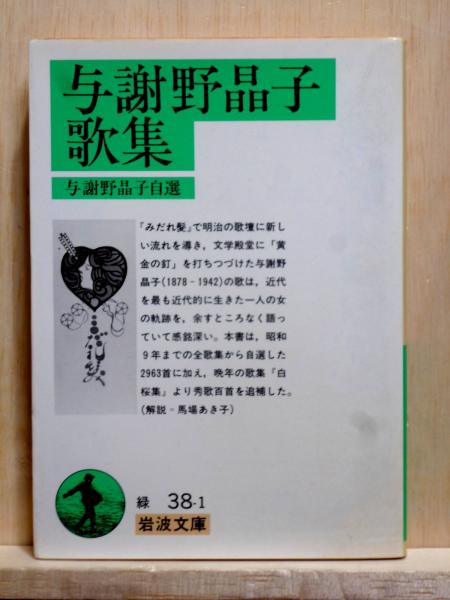 与謝野晶子
歌集
与謝野晶子自選
「みだれ髪」で明治の歌壇に新し
い流れを導き，文学殿堂に「黄
金の釘」を打ちつづけた与謝野
晶子(1878‐1942)の歌は，近代
を最も近代的に生きた一人の女
の軌跡を，余すところなく語っ
ていて感銘深い。本書は，昭和
９年までの全歌集から自選した
2963首に加え，晩年の歌集『白
桜集』より秀歌百首を追補した。
(解説＝馬場あき子)
みだれ髪
緑 38-1
岩波文庫